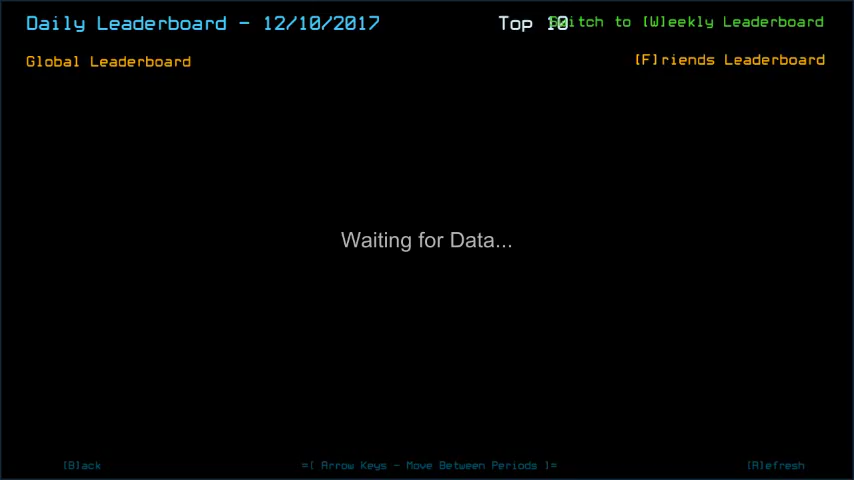 Daily Leaderboard - 12/10/2017
Top 10
Switch to [W]eekly Leaderboard
Global Leaderboard
[F]riends Leaderboard
Waiting for Data...
[B]ack
=[ Arrow Keys - Move Between Periods ]=
[R]efresh